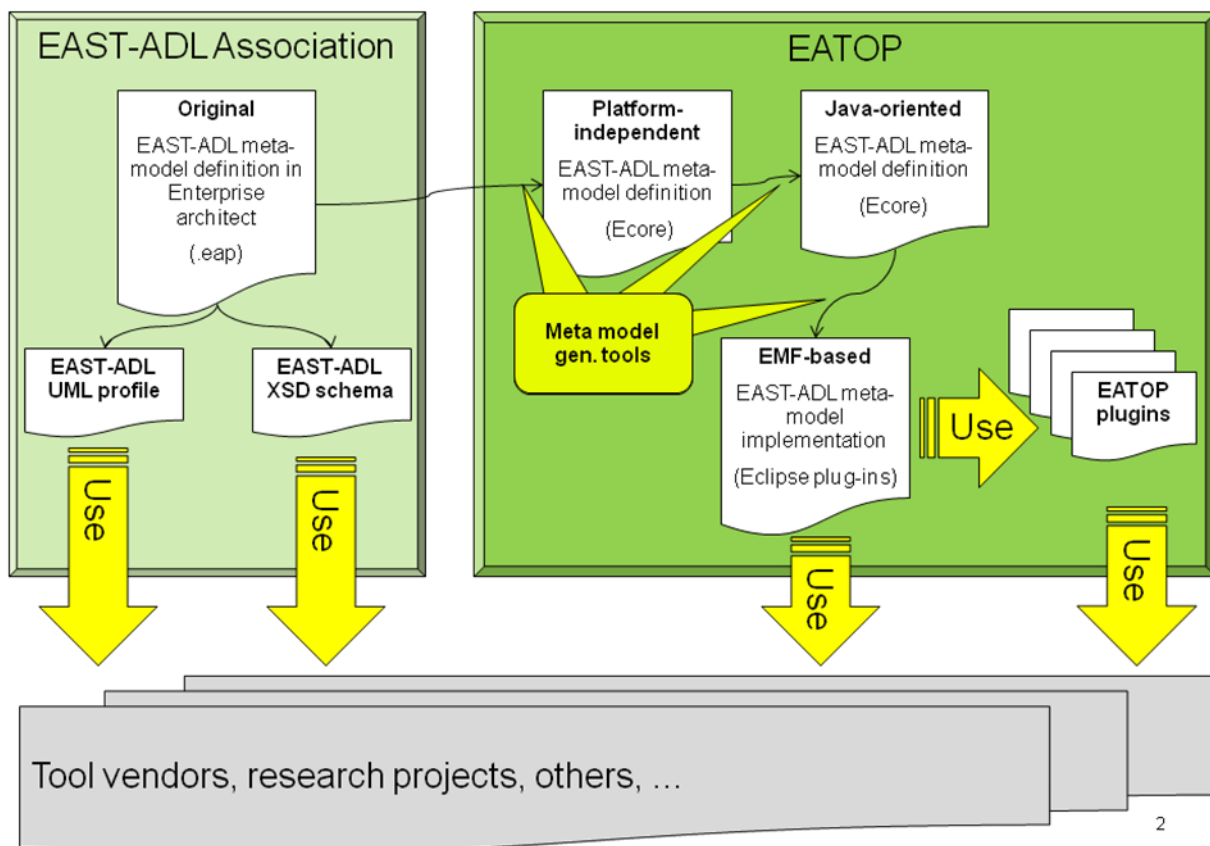 EAST-ADL Association
Original
EAST-ADL meta-
model definition in
Enterprise
architect
(.eap)
EAST-ADL
UML profile
EAST-ADL
XSD schema
Use
Use
EATOP
Platform-
independent
EAST-ADL meta-
model definition
(Ecore)
Java-oriented
EAST-ADL meta-
model definition
(Ecore)
Meta model
gen. tools
EMF-based
EAST-ADL meta-
model
implementation
(Eclipse plug-ins)
Use
EATOP
plugins
Use
Use
Tool vendors, research projects, others, ...
2